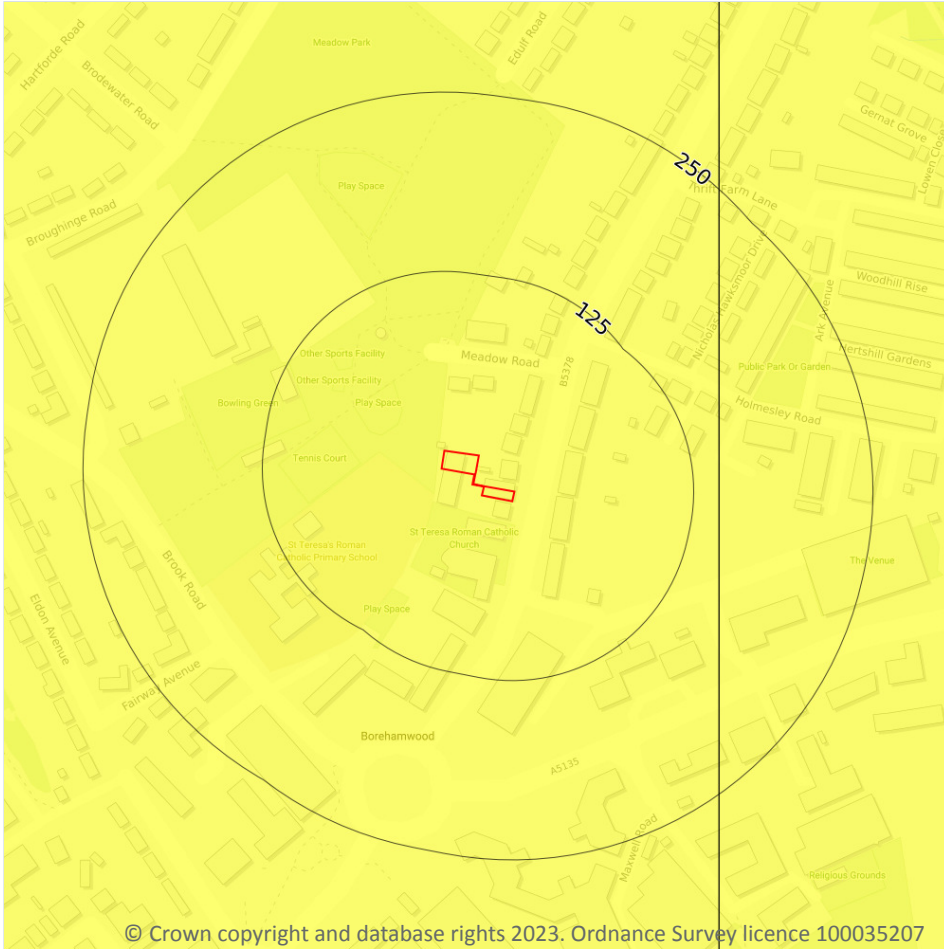 Hartforde Road
Brodewater Road
Meadow Park
Edulf Road
Gernat Grove
Lowen Close
250
Thrift Farm Lane
Play Space
Broughinge Road
Nicholas Hawksmoor Drive
Woodhill Rise
Ark Avenue
125
Meadow Road
B5378
Hertshill Gardens
Other Sports Facility
Other Sports Facility
Public Park Or Garden
Bowling Green
Play Space
Holmesley Road
Tennis Court
St Teresa Roman Catholic
Church
St Teresa's Roman
Catholic Primary School
The Venue
Brook Road
Eldon Avenue
Play Space
Fairway Avenue
Borehamwood
A5135
Maxwell Road
Religious Grounds
© Crown copyright and database rights 2023. Ordnance Survey licence 100035207